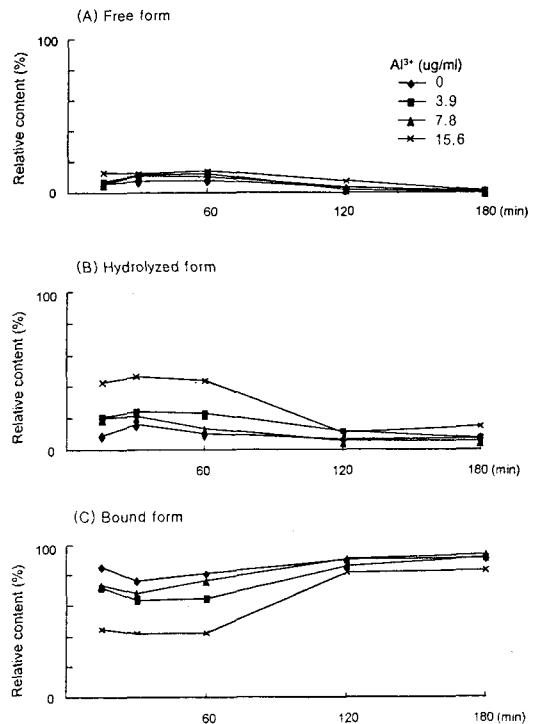 (A) Free form
100
Relative content (%)
0
60
120
180 (min)
Al³⁺ (ug/ml)
0
3.9
7.8
15.6
(B) Hydrolyzed form
100
Relative content (%)
0
60
120
180 (min)
(C) Bound form
100
Relative content (%)
0
60
120
180 (min)